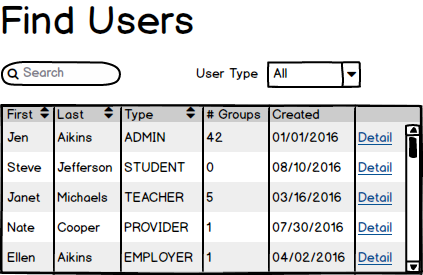 Find Users
Search User Type All
First Last Type # Groups Created
Jen Aikins ADMIN 42 01/01/2016 Detail
Steve Jefferson STUDENT 0 08/10/2016 Detail
Janet Michaels TEACHER 5 03/16/2016 Detail
Nate Cooper PROVIDER 1 07/30/2016 Detail
Ellen Aikins EMPLOYER 1 04/02/2016 Detail